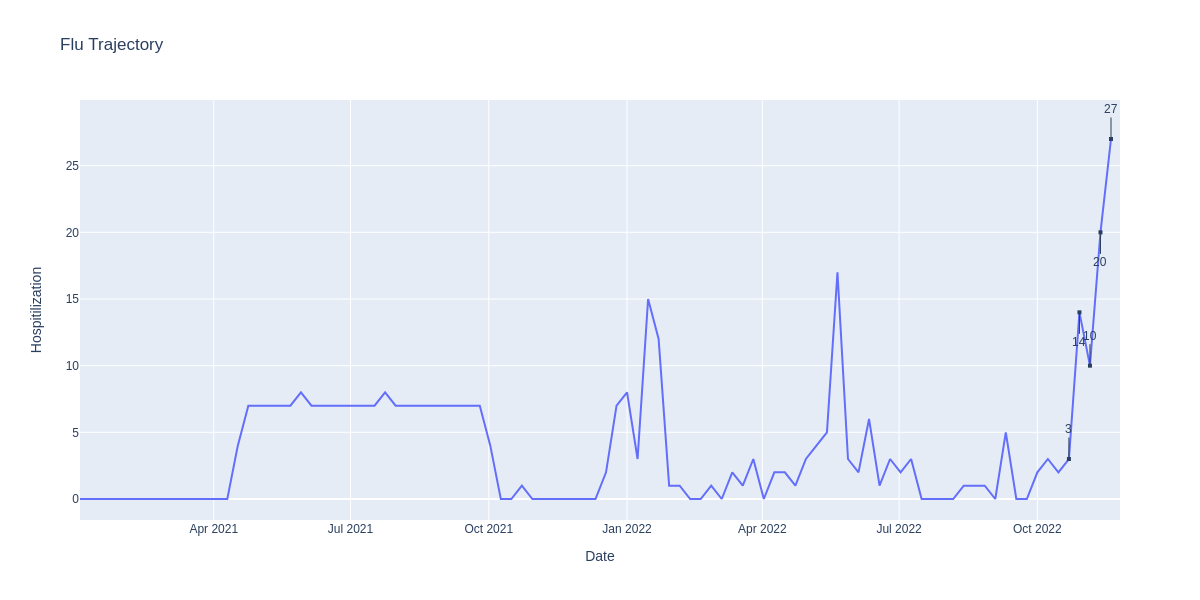 Flu Trajectory
27
25
20
20
15
14
10
10
5
3
0
Hospitilization
Apr 2021
Jul 2021
Oct 2021
Jan 2022
Apr 2022
Jul 2022
Oct 2022
Date